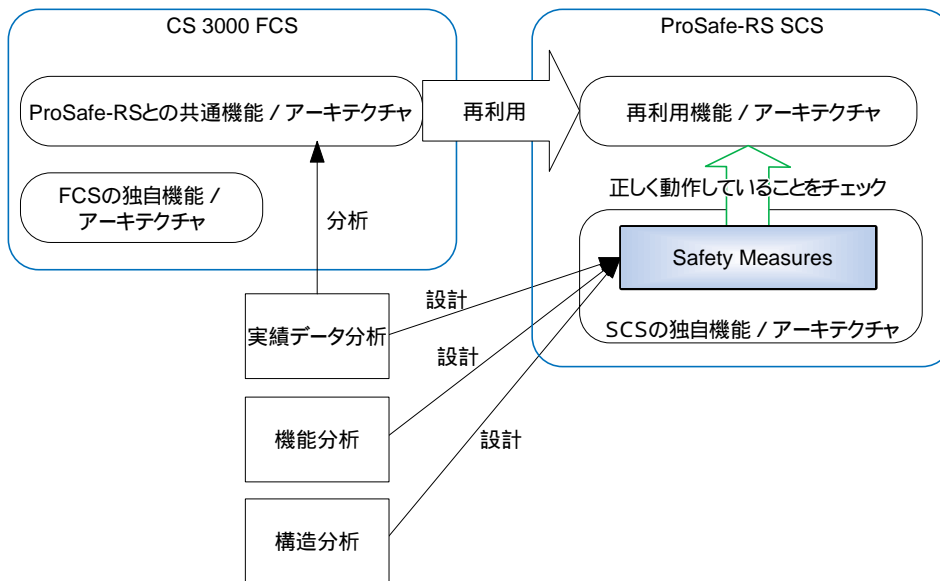 CS 3000 FCS
ProSafe-RS SCS
ProSafe-RSとの共通機能 / アーキテクチャ
再利用
再利用機能 / アーキテクチャ
FCSの独自機能 /
アーキテクチャ
分析
正しく動作していることをチェック
Safety Measures
SCSの独自機能 / アーキテクチャ
実績データ分析
設計
機能分析
設計
構造分析
設計